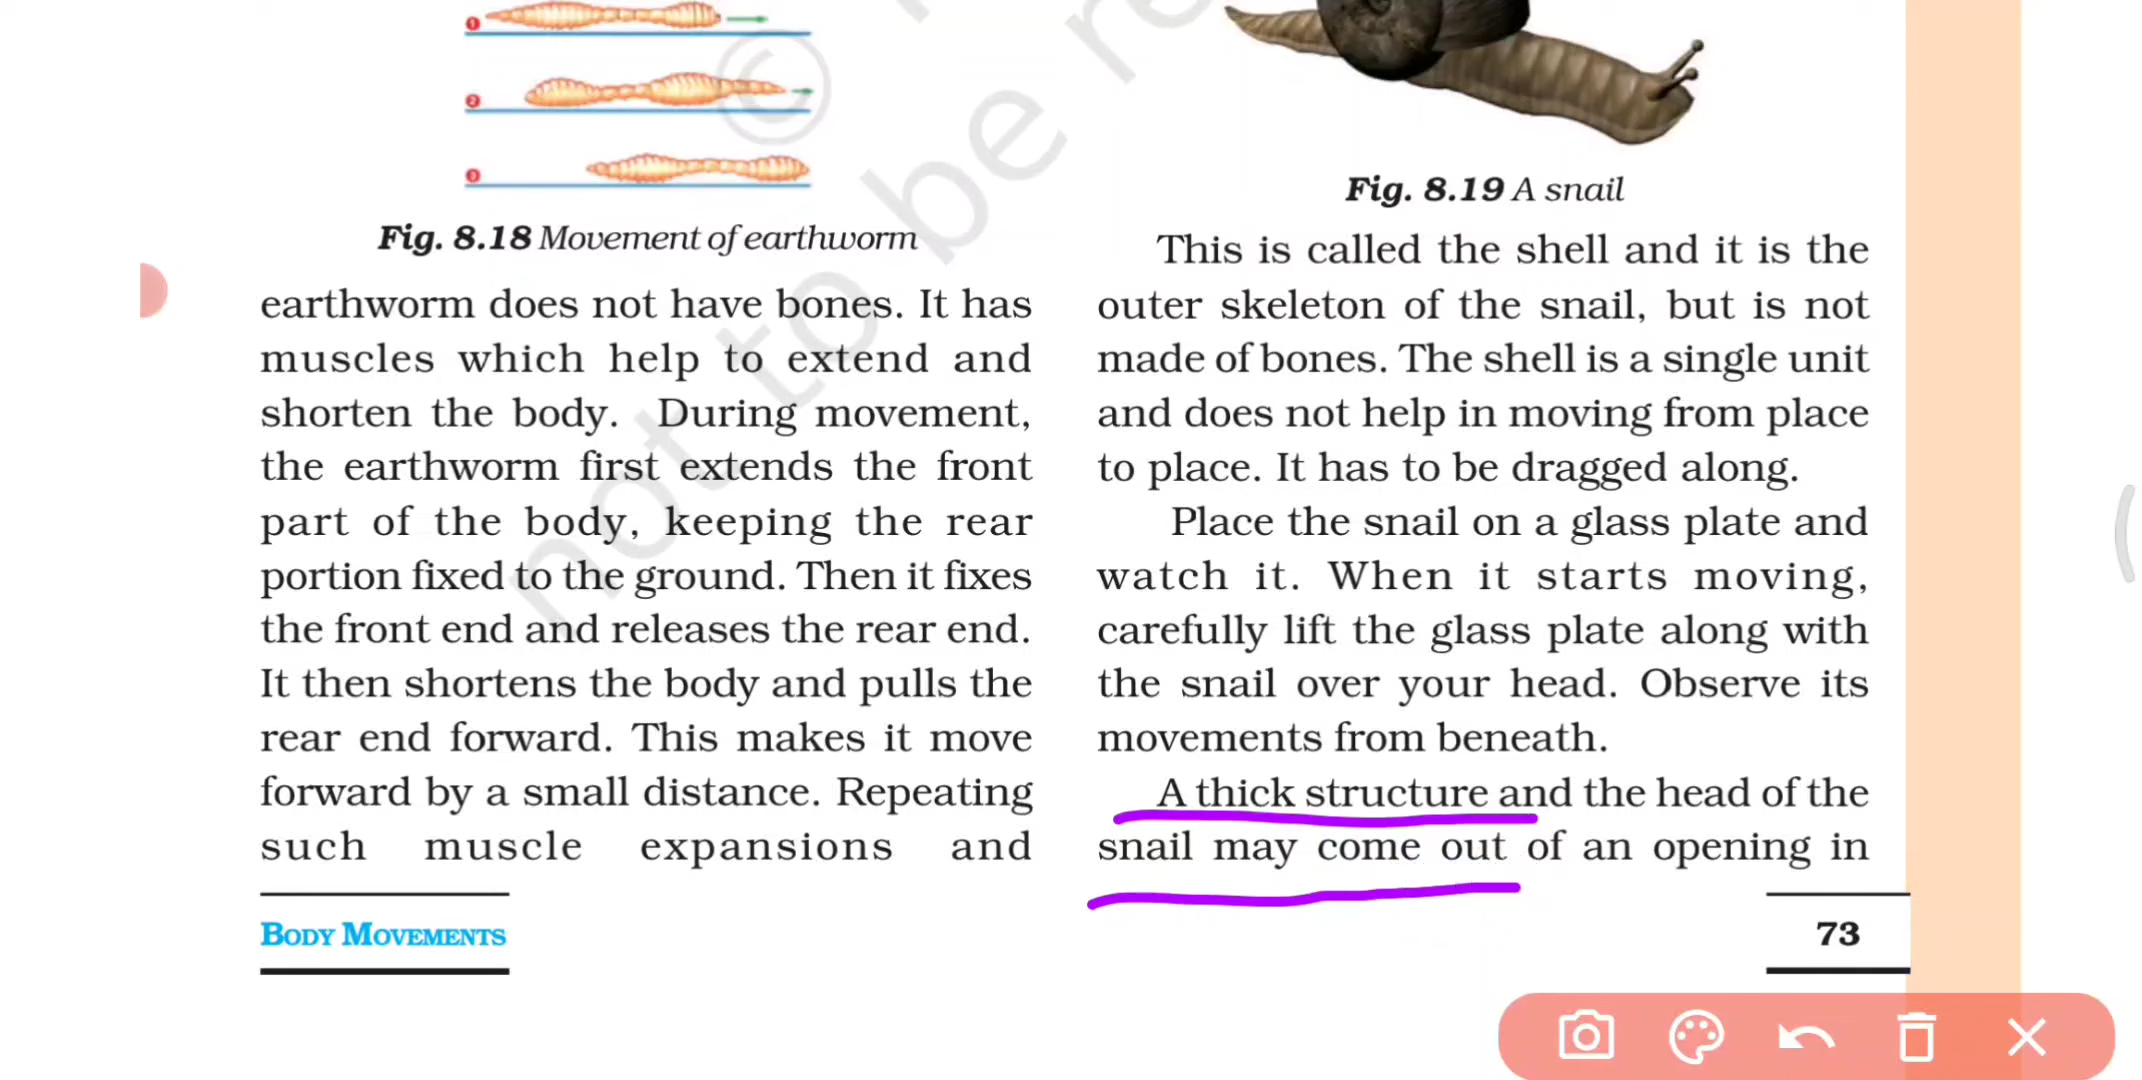 1
2
3
Fig. 8.18 Movement of earthworm
earthworm does not have bones. It has
muscles which help to extend and
shorten the body. During movement,
the earthworm first extends the front
part of the body, keeping the rear
portion fixed to the ground. Then it fixes
the front end and releases the rear end.
It then shortens the body and pulls the
rear end forward. This makes it move
forward by a small distance. Repeating
such muscle expansions and
Fig. 8.19 A snail
This is called the shell and it is the
outer skeleton of the snail, but is not
made of bones. The shell is a single unit
and does not help in moving from place
to place. It has to be dragged along.
Place the snail on a glass plate and
watch it. When it starts moving,
carefully lift the glass plate along with
the snail over your head. Observe its
movements from beneath.
A thick structure and the head of the
snail may come out of an opening in
BODY MOVEMENTS
73
©
not to be re